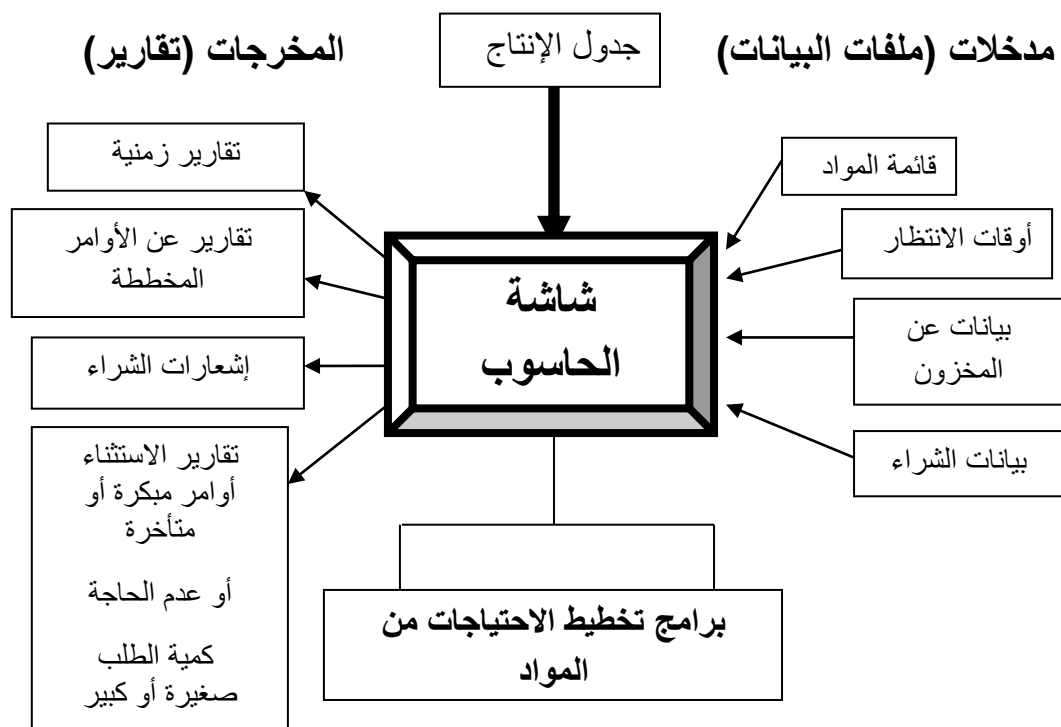 مدخلات (ملفات البيانات)
جدول الإنتاج
المخرجات (تقارير)
قائمة المواد
أوقات الانتظار
بيانات عن
المخزون
بيانات الشراء
شاشة
الحاسوب
تقارير زمنية
تقارير عن الأوامر
المخططة
إشعارات الشراء
تقارير الاستثناء
أوامر مبكرة أو
متأخرة
أو عدم الحاجة
كمية الطلب
صغيرة أو كبير
برامج تخطيط الاحتياجات من
المواد